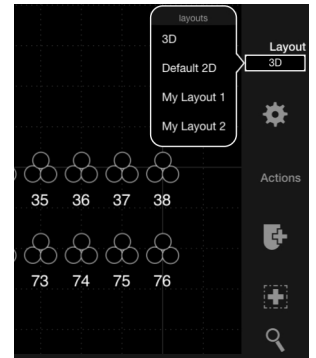 layouts
3D
Default 2D
My Layout 1
My Layout 2
Layout
3D
Actions
35 36 37 38
73 74 75 76